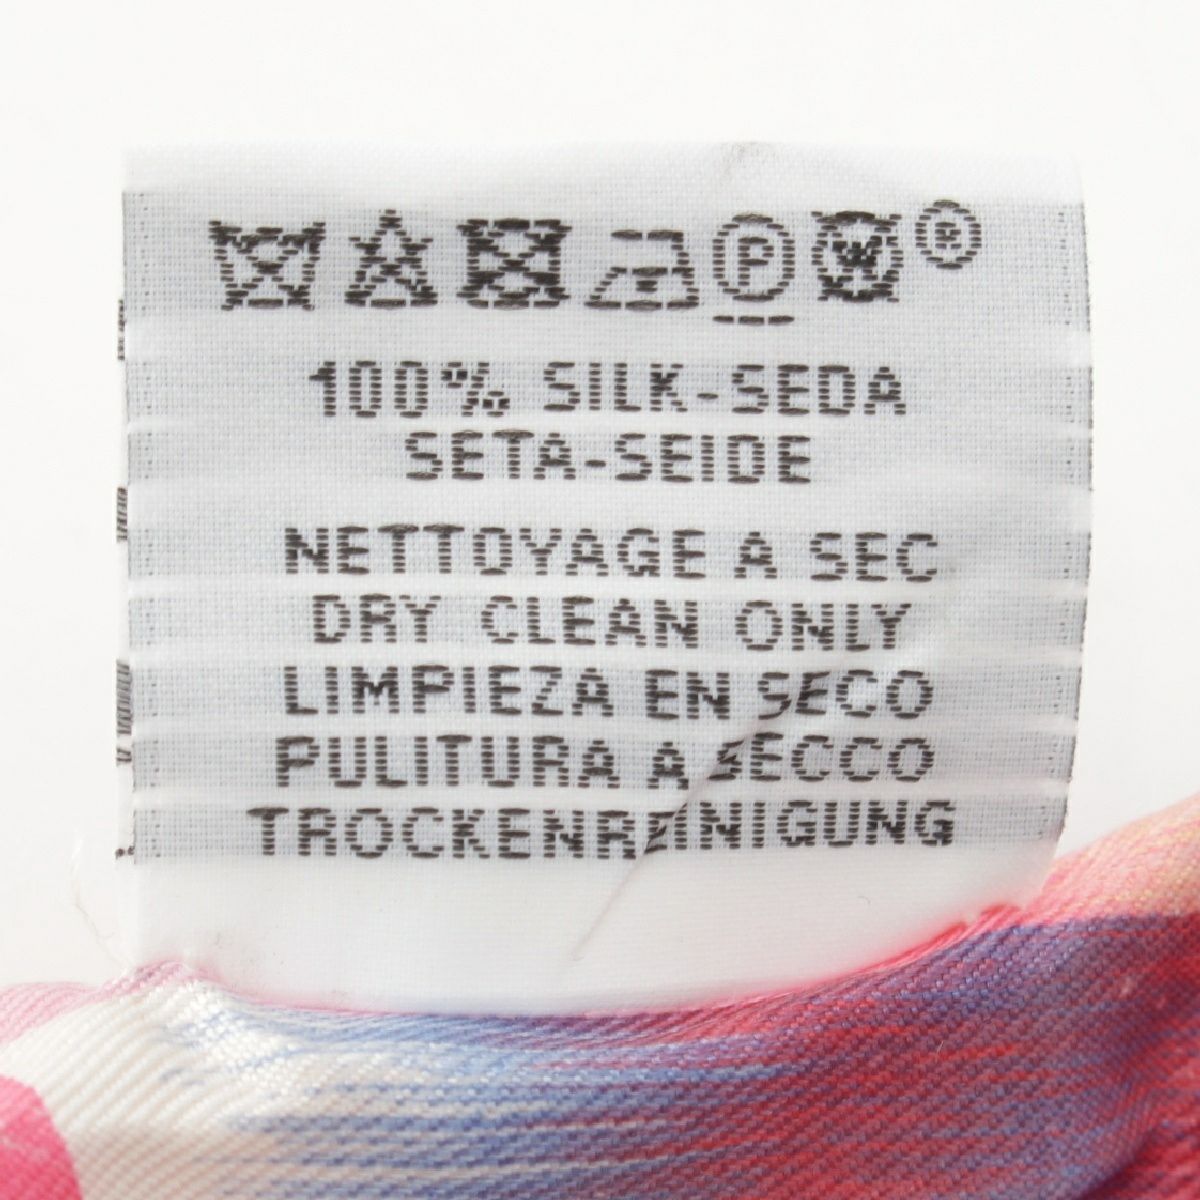 P ®
100% SILK-SEDA
SETA-SEIDE
NETTOYAGE A SEC
DRY CLEAN ONLY
LIMPIEZA EN SECO
PULITURA A SECCO
TROCKENREINIGUNG